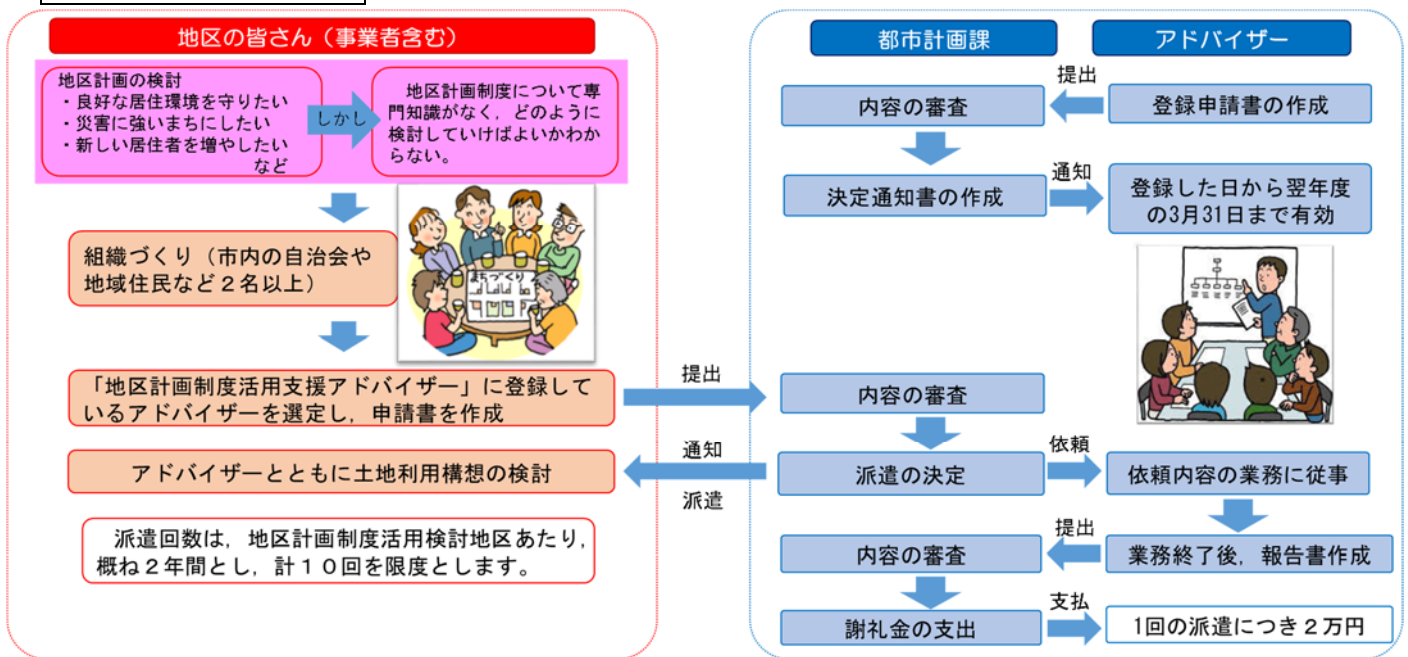 地区の皆さん（事業者含む）
地区計画の検討
・良好な居住環境を守りたい
・災害に強いまちにしたい
・新しい居住者を増やしたい
など
しかし
地区計画制度について専
門知識がなく，どのように
検討していけばよいかわか
らない。
組織づくり（市内の自治会や
地域住民など２名以上）
まちづくり
「地区計画制度活用支援アドバイザー」に登録して
いるアドバイザーを選定し，申請書を作成
アドバイザーとともに土地利用構想の検討
派遣回数は，地区計画制度活用検討地区あたり，
概ね２年間とし，計１０回を限度とします。
提出
通知
派遣
都市計画課
アドバイザー
内容の審査
提出
登録申請書の作成
決定通知書の作成
通知
登録した日から翌年度
の3月31日まで有効
内容の審査
派遣の決定
依頼
依頼内容の業務に従事
内容の審査
提出
業務終了後，報告書作成
謝礼金の支出
支払
1回の派遣につき２万円